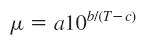 μ = a10^{b/(T−c)}